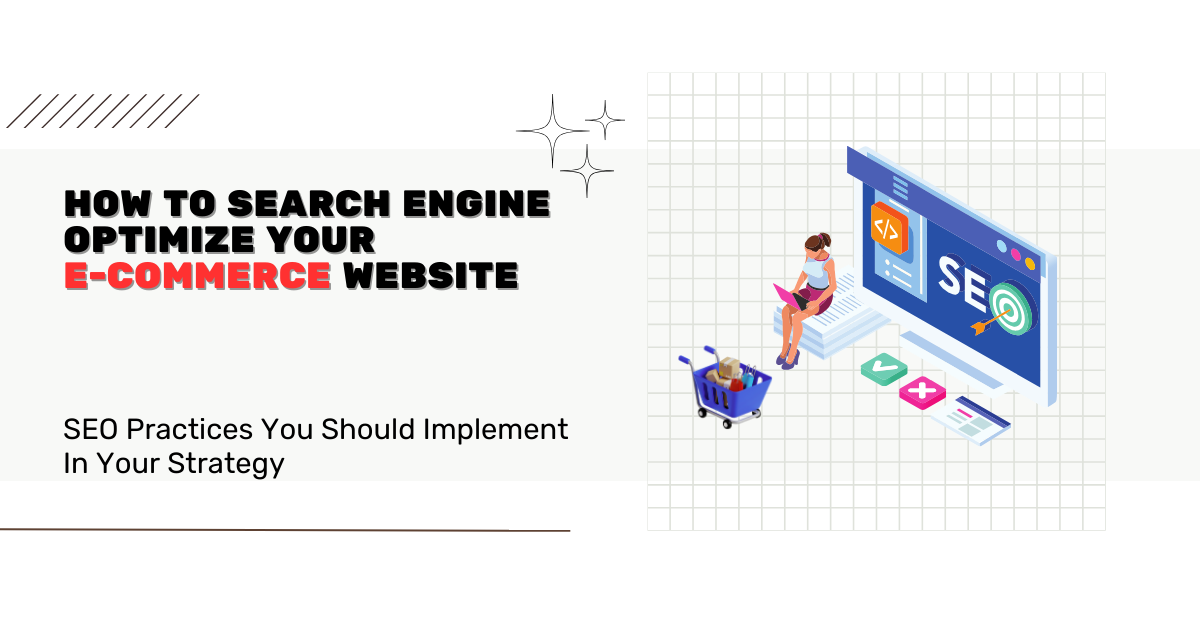 HOW TO SEARCH ENGINE
OPTIMIZE YOUR
E-COMMERCE WEBSITE
SEO Practices You Should Implement
In Your Strategy
</>
SEO